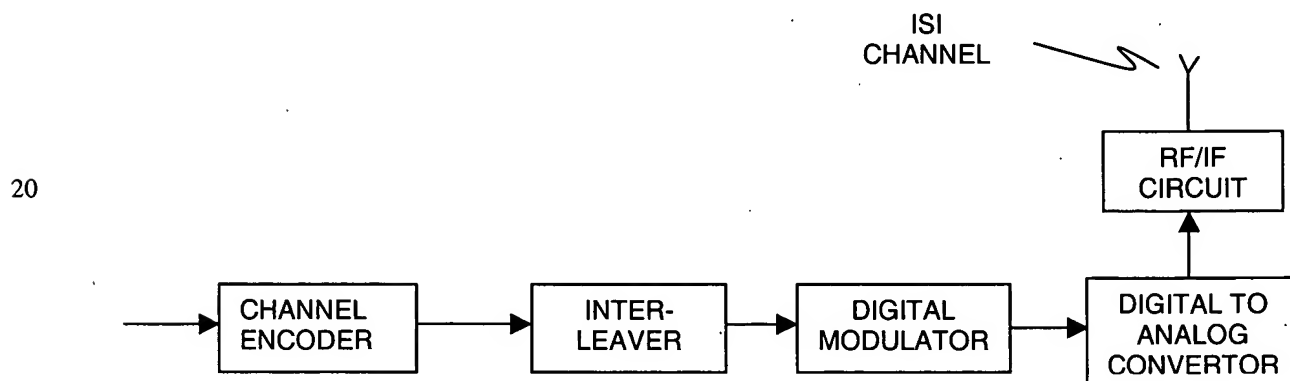 ISI
CHANNEL
RF/IF
CIRCUIT
20
CHANNEL
ENCODER
INTER-
LEAVER
DIGITAL
MODULATOR
DIGITAL TO
ANALOG
CONVERTOR